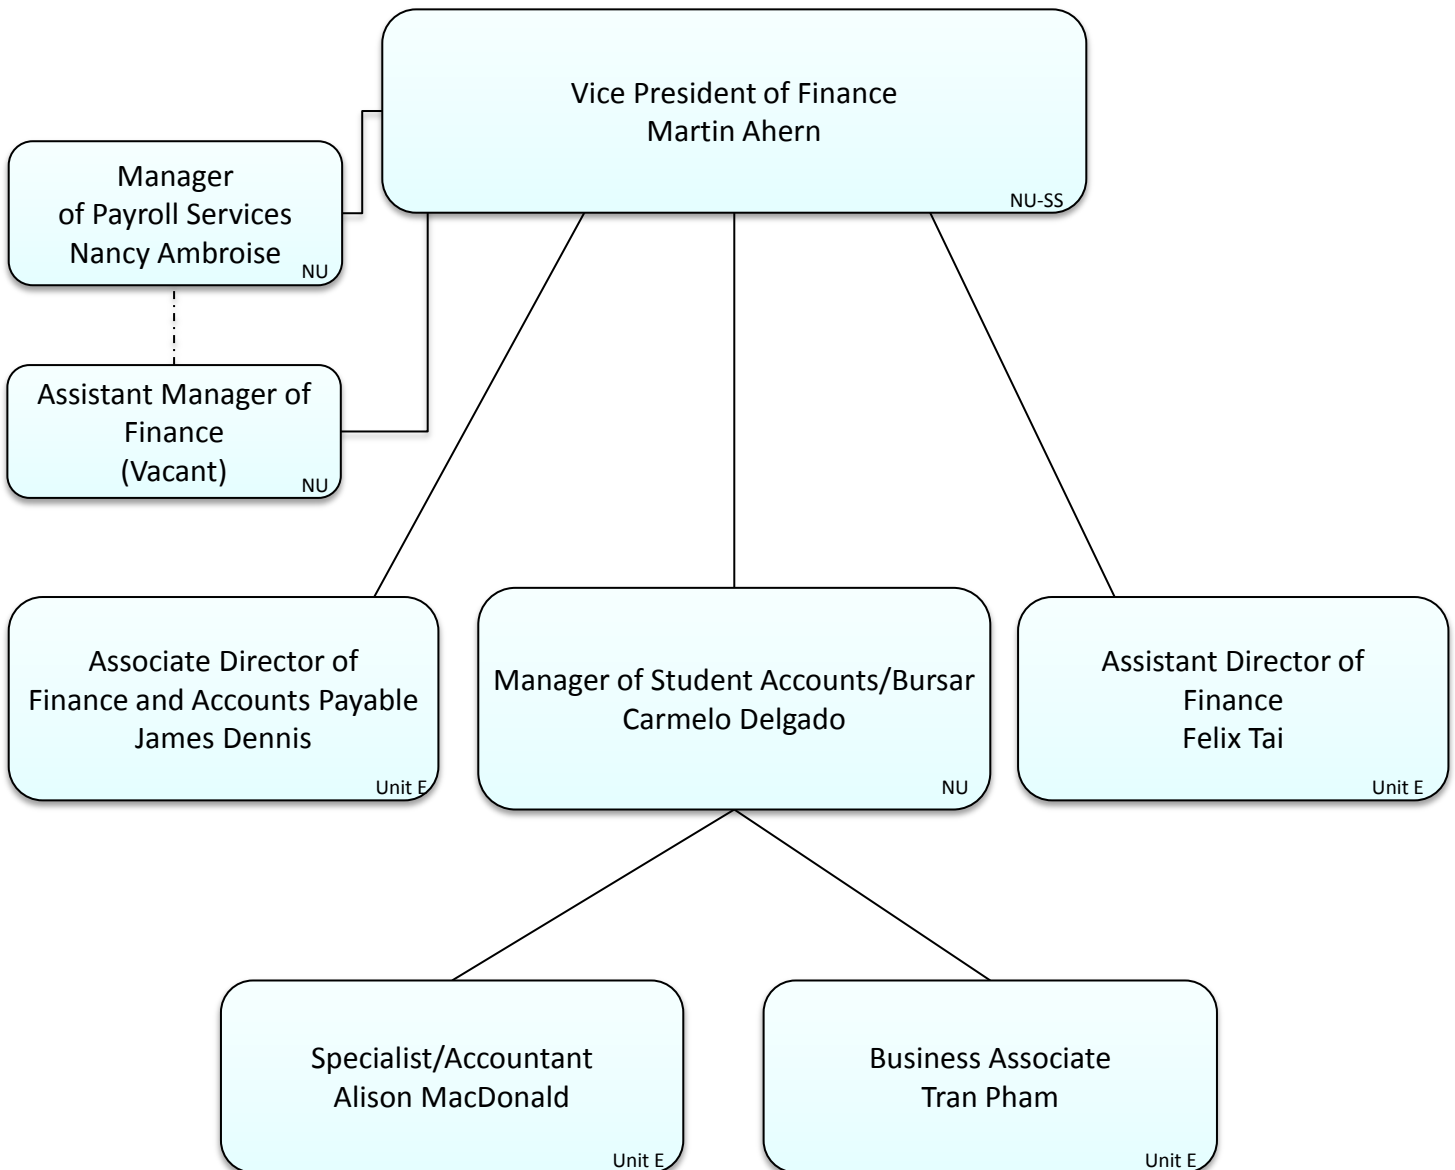 Vice President of Finance
Martin Ahern
NU-SS
Manager
of Payroll Services
Nancy Ambroise
NU
Assistant Manager of
Finance
(Vacant)
NU
Associate Director of
Finance and Accounts Payable
James Dennis
Unit E
Manager of Student Accounts/Bursar
Carmelo Delgado
NU
Assistant Director of
Finance
Felix Tai
Unit E
Specialist/Accountant
Alison MacDonald
Unit E
Business Associate
Tran Pham
Unit E